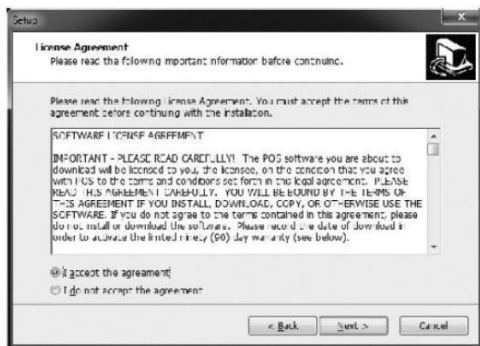 Setup
License Agreement
Please read the following important information before continuing.
Please read the following License Agreement. You must accept the terms of this
agreement before continuing with the installation.
SOFTWARE LICENSE AGREEMENT
IMPORTANT - PLEASE READ CAREFULLY! The POS software you are about to
download will be licensed to you, the licensee, on the condition that you agree
with POS to the terms and conditions set forth in this legal agreement. PLEASE
READ THIS AGREEMENT CAREFULLY. YOU WILL BE BOUND BY THE TERMS OF
THIS AGREEMENT IF YOU INSTALL, DOWNLOAD, COPY, OR OTHERWISE USE THE
SOFTWARE. If you do not agree to the terms contained in this agreement, please
do not install or download the software. Please record the date of download in
order to activate the limited ninety (90) day warranty (see below).
I accept the agreement
I do not accept the agreement
< Back Next > Cancel